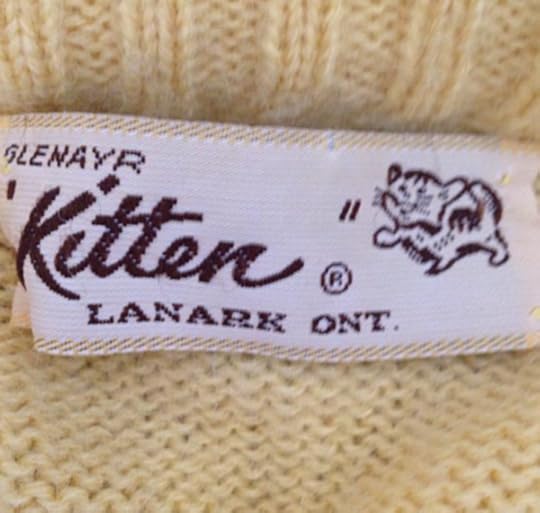 GLENAYR
"Kitten" ®
LANARK ONT.